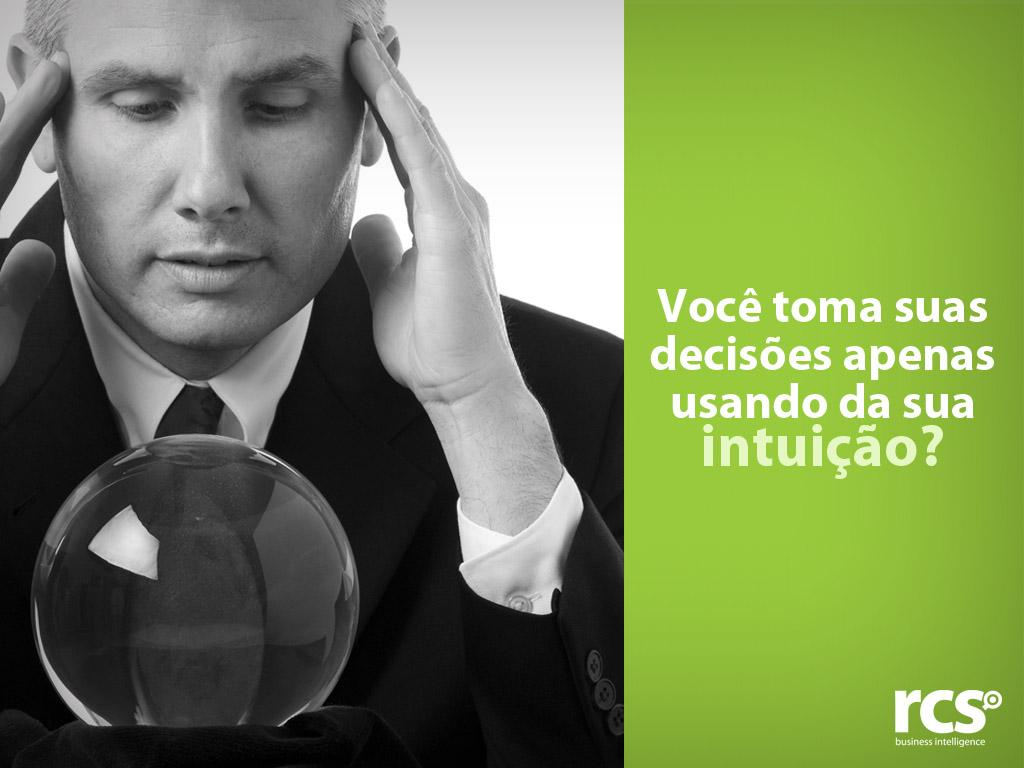 Você toma suas
decisões apenas
usando da sua
intuição?
rcs
business intelligence